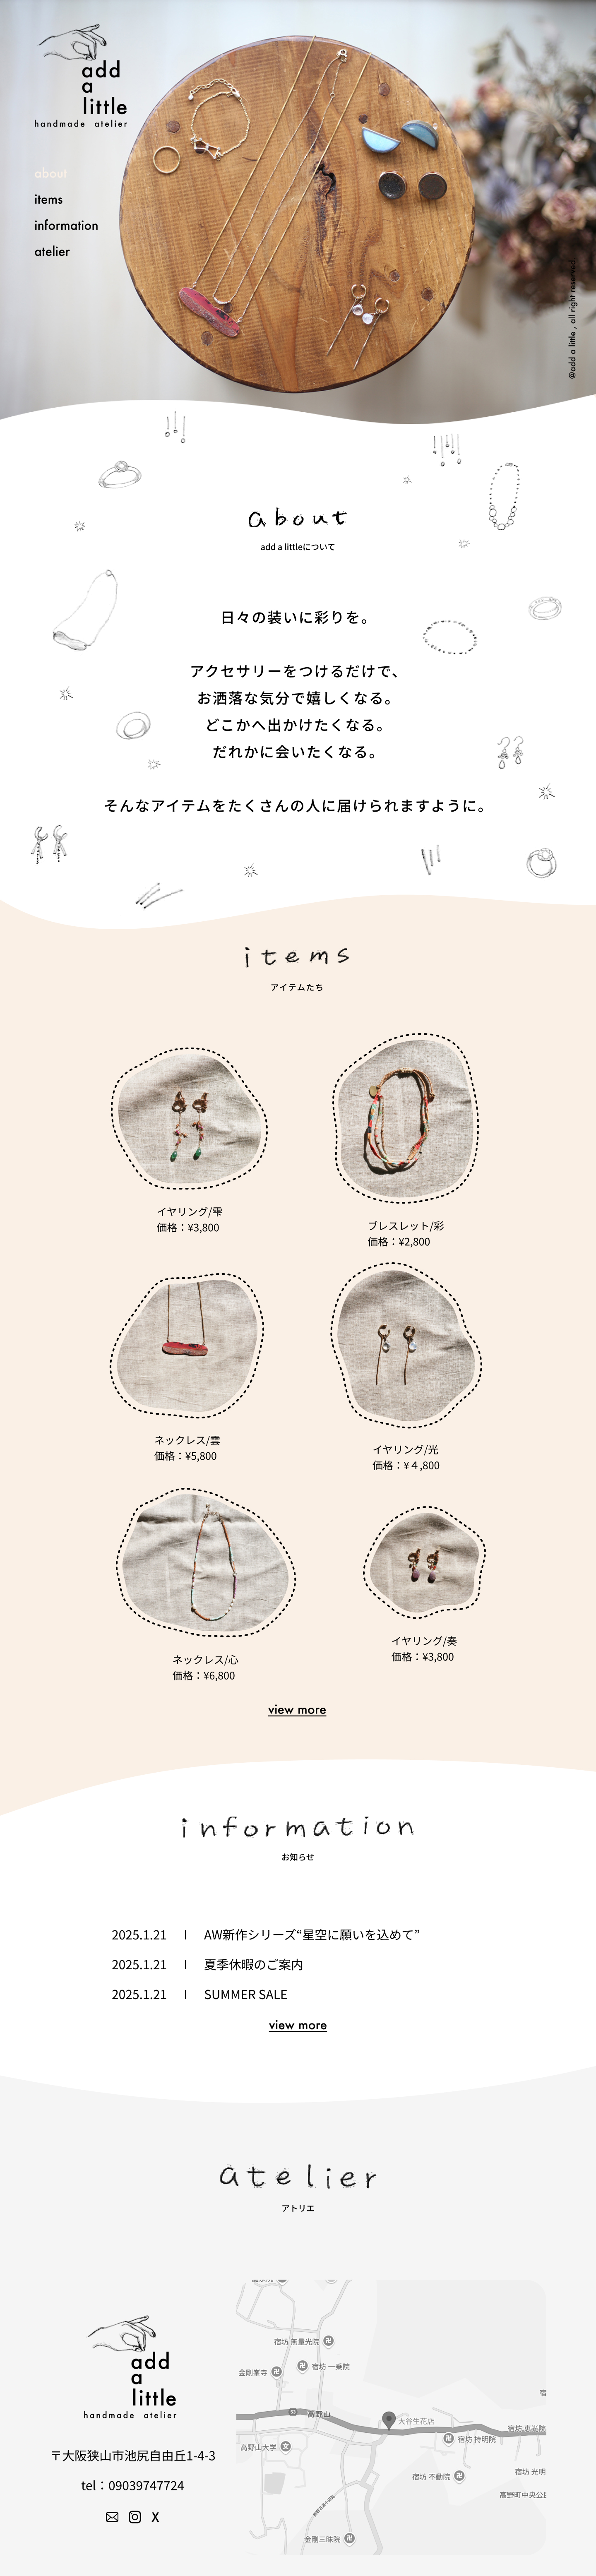 add
a
little
handmade atelier
about
items
information
atelier
@add a little , all right reserved.
about
add a littleについて
日々の装いに彩りを。
アクセサリーをつけるだけで、
お洒落な気分で嬉しくなる。
どこかへ出かけたくなる。
だれかに会いたくなる。
そんなアイテムをたくさんの人に届けられますように。
items
アイテムたち
イヤリング/雫
価格：¥3,800
ブレスレット/彩
価格：¥2,800
ネックレス/雲
価格：¥5,800
イヤリング/光
価格：¥４,800
ネックレス/心
価格：¥6,800
イヤリング/奏
価格：¥3,800
view more
information
お知らせ
2025.1.21 | AW新作シリーズ“星空に願いを込めて”
2025.1.21 | 夏季休暇のご案内
2025.1.21 | SUMMER SALE
view more
atelier
アトリエ
add
a
little
handmade atelier
〒大阪狭山市池尻自由丘1-4-3
tel：09039747724
X
宿坊 無量光院
宿坊 一乗院
金剛峯寺
宿
高野山
大谷生花店
宿坊 東光院
高野山大学
宿坊 持明院
宿坊 不動院
宿坊 光明
高野町中央公
金剛三昧院